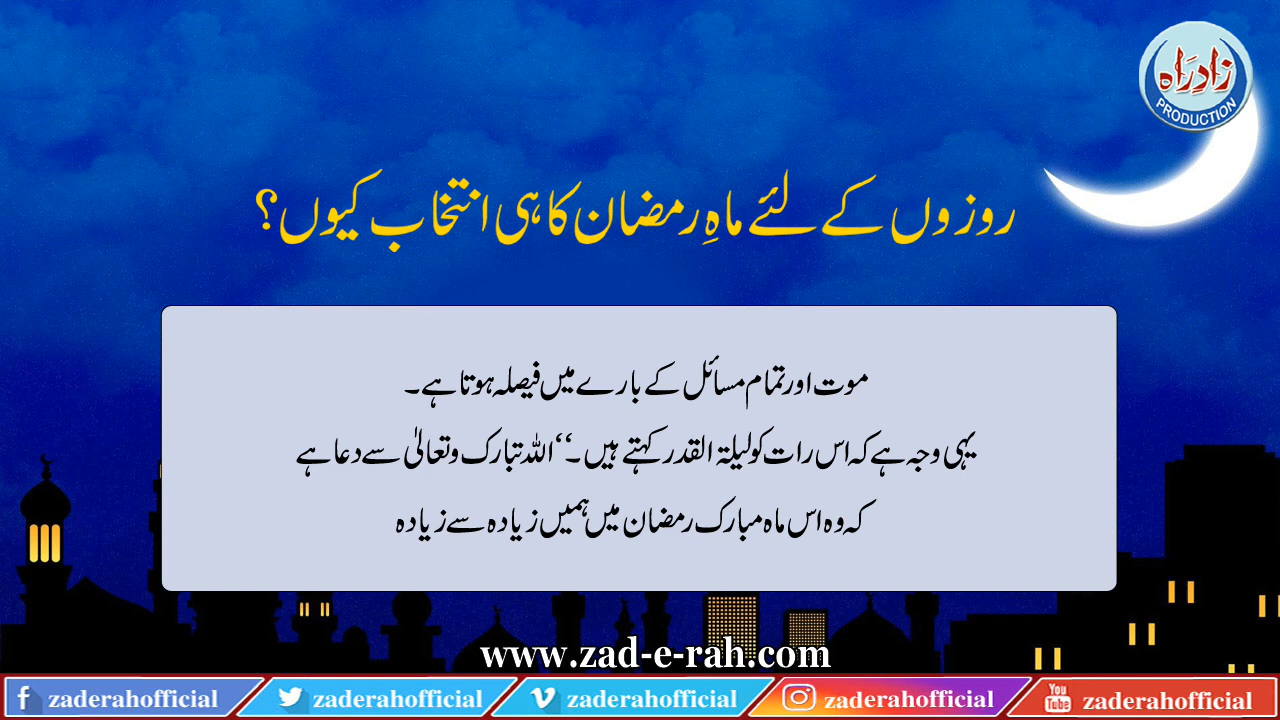 زادِرَاہ
PRODUCTION
روزوں کے لئے ماہِ رمضان کا ہی انتخاب کیوں؟
موت اور تمام مسائل کے بارے میں فیصلہ ہوتا ہے۔
یہی وجہ ہے کہ اس رات کو لیلۃ القدر کہتے ہیں۔‘‘ اللہ تبارک وتعالیٰ سے دعا ہے
کہ وہ اس ماہ مبارک رمضان میں ہمیں زیادہ سے زیادہ
www.zad-e-rah.com
f zaderahofficial zaderahofficial v zaderahofficial zaderahofficial You Tube zaderahofficial